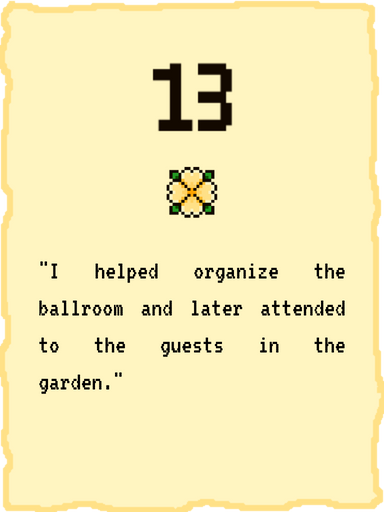 13
"I helped organize the
ballroom and later attended
to the guests in the
garden."